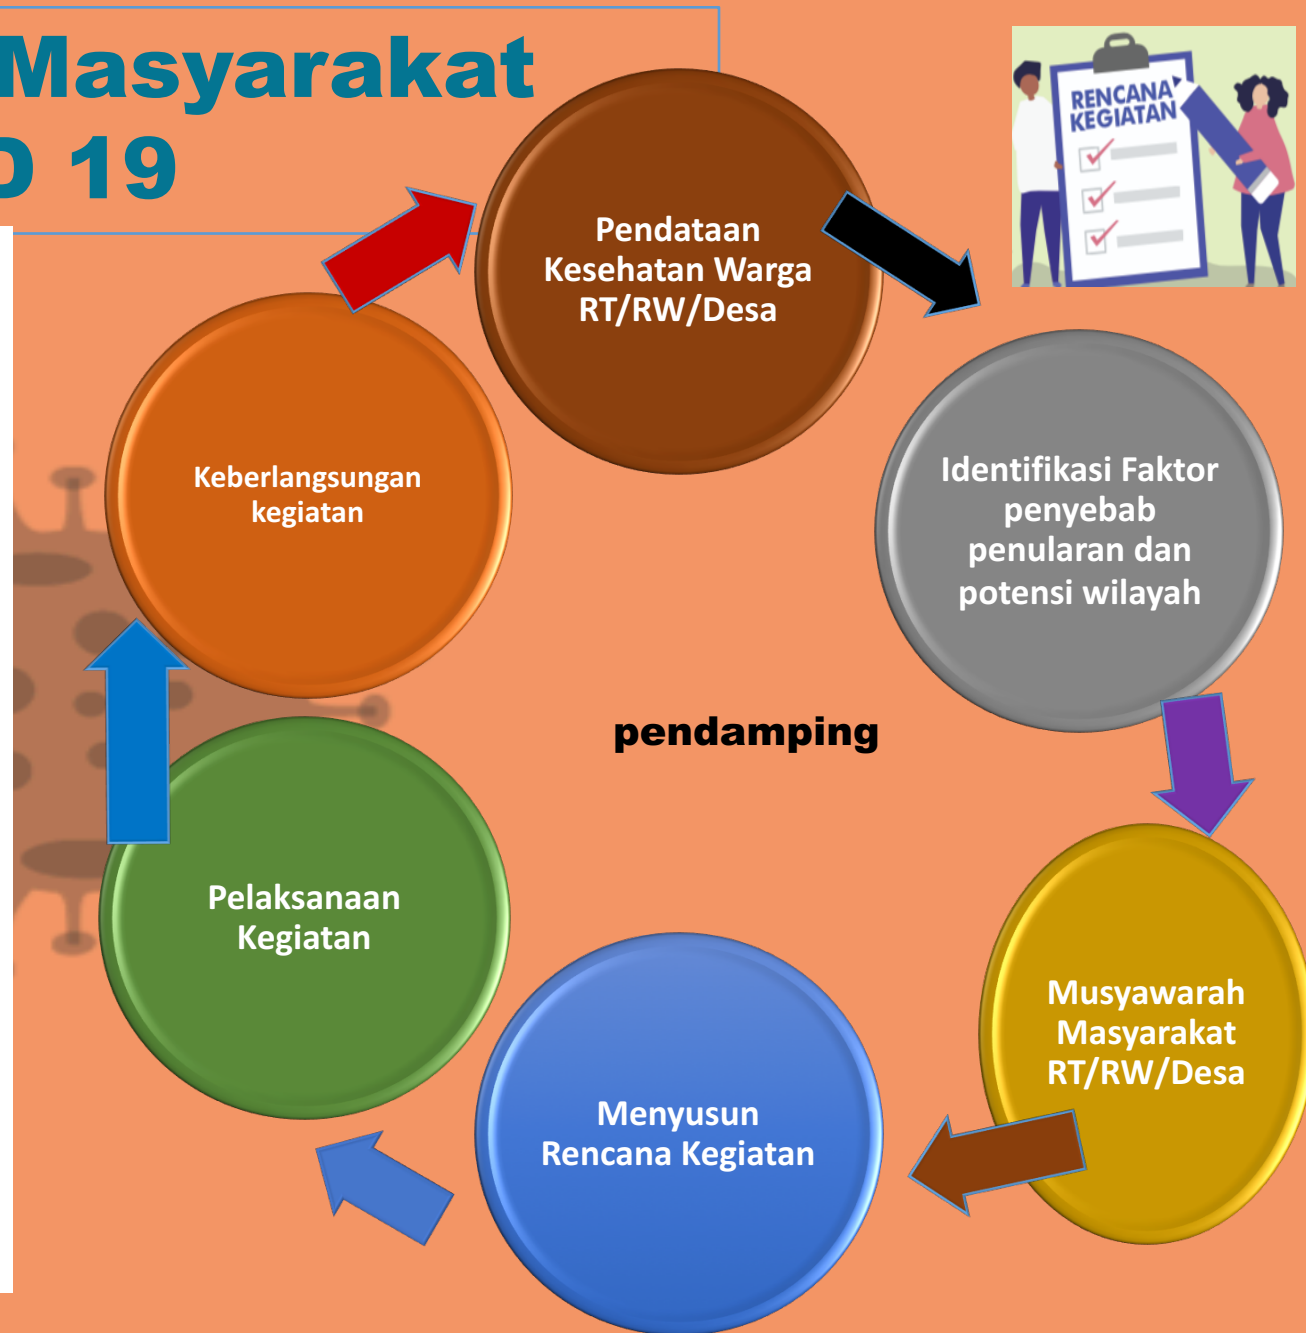 Masyarakat
D 19
RENCANA
KEGIATAN
Pendataan
Kesehatan Warga
RT/RW/Desa
Identifikasi Faktor
penyebab
penularan dan
potensi wilayah
Musyawarah
Masyarakat
RT/RW/Desa
Menyusun
Rencana Kegiatan
Pelaksanaan
Kegiatan
Keberlangsungan
kegiatan
pendamping